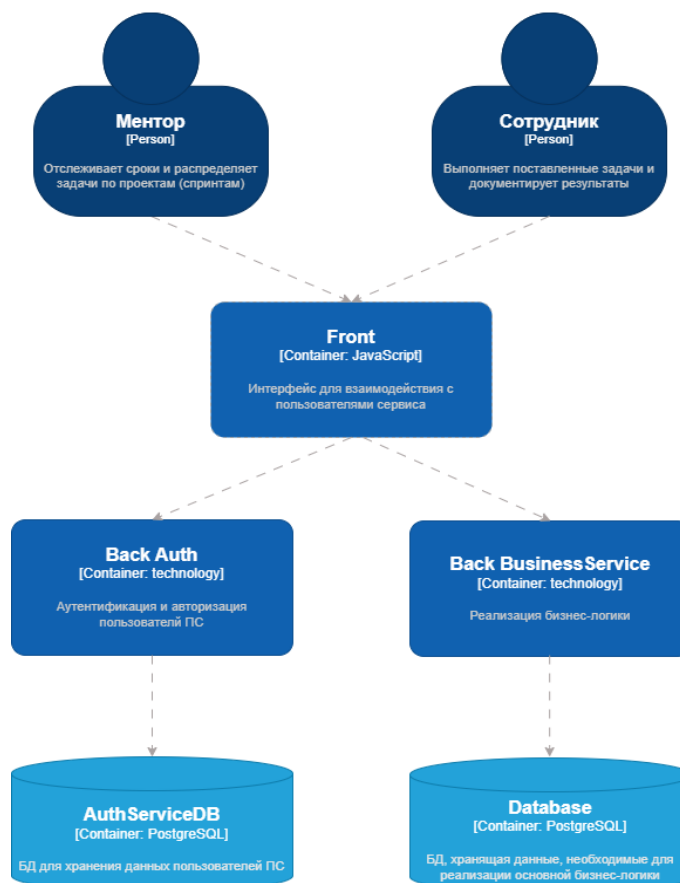 Ментор
[Person]
Отслеживает сроки и распределяет
задачи по проектам (спринтам)
Сотрудник
[Person]
Выполняет поставленные задачи и
документирует результаты
Front
[Container: JavaScript]
Интерфейс для взаимодействия с
пользователями сервиса
Back Auth
[Container: technology]
Аутентификация и авторизация
пользователй ПС
Back BusinessService
[Container: technology]
Реализация бизнес-логики
AuthServiceDB
[Container: PostgreSQL]
БД для хранения данных пользователей ПС
Database
[Container: PostgreSQL]
БД, хранящая данные, необходимые для
реализации основной бизнес-логики